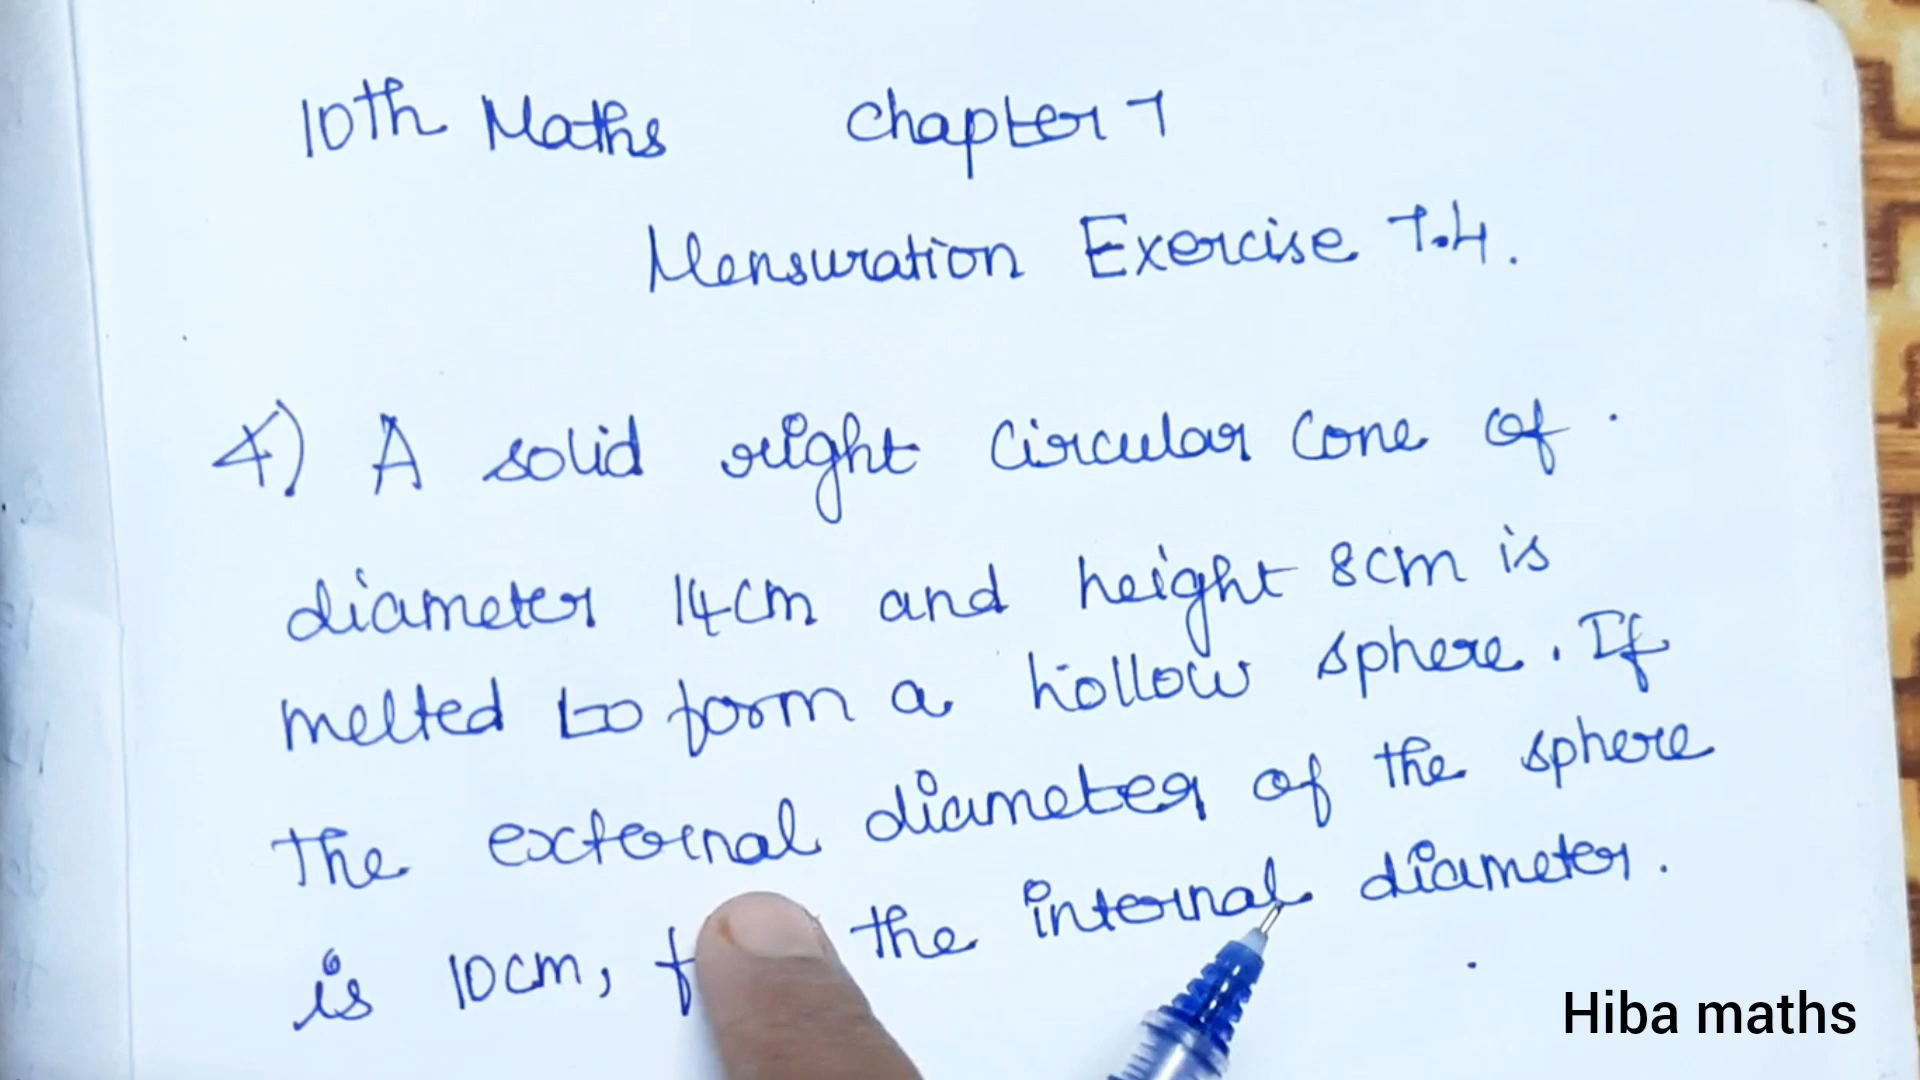 10th Maths Chapter 7
Mensuration Exercise 7.4.
4) A solid right circular cone of
diameter 14cm and height 8cm is
melted to form a hollow sphere. If
the external diameter of the sphere
is 10cm, the internal diameter.
Hiba maths